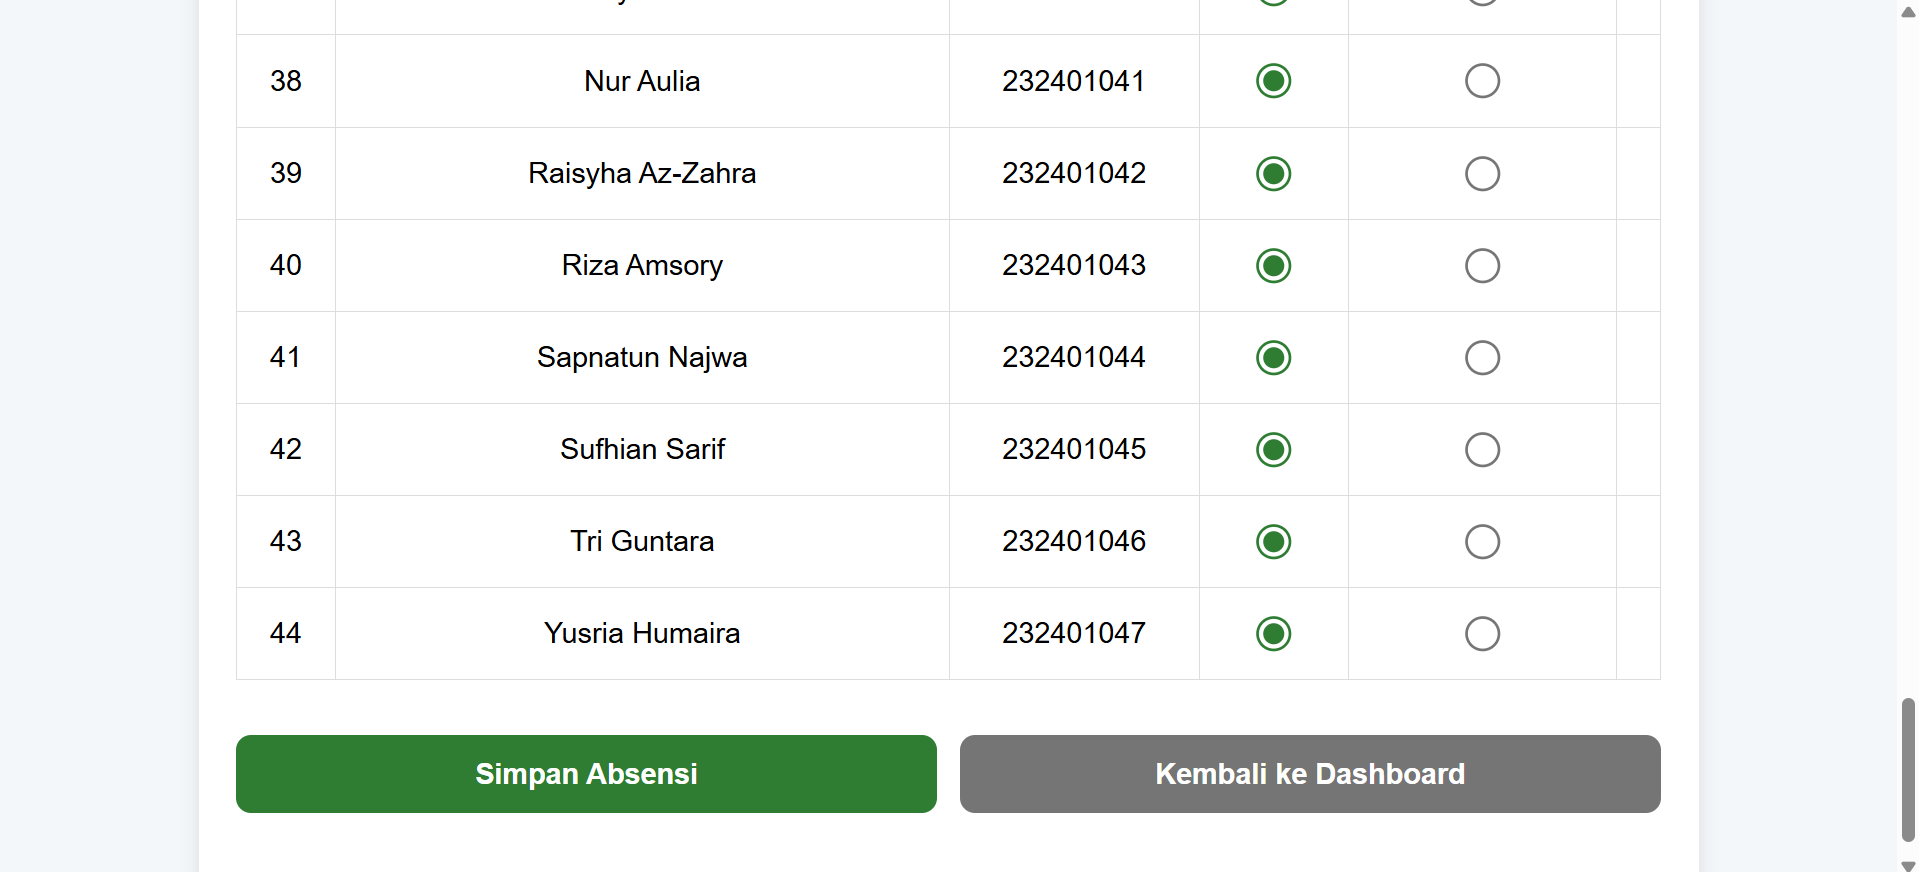 38 Nur Aulia 232401041
39 Raisyha Az-Zahra 232401042
40 Riza Amsory 232401043
41 Sapnatun Najwa 232401044
42 Sufhian Sarif 232401045
43 Tri Guntara 232401046
44 Yusria Humaira 232401047
Simpan Absensi Kembali ke Dashboard